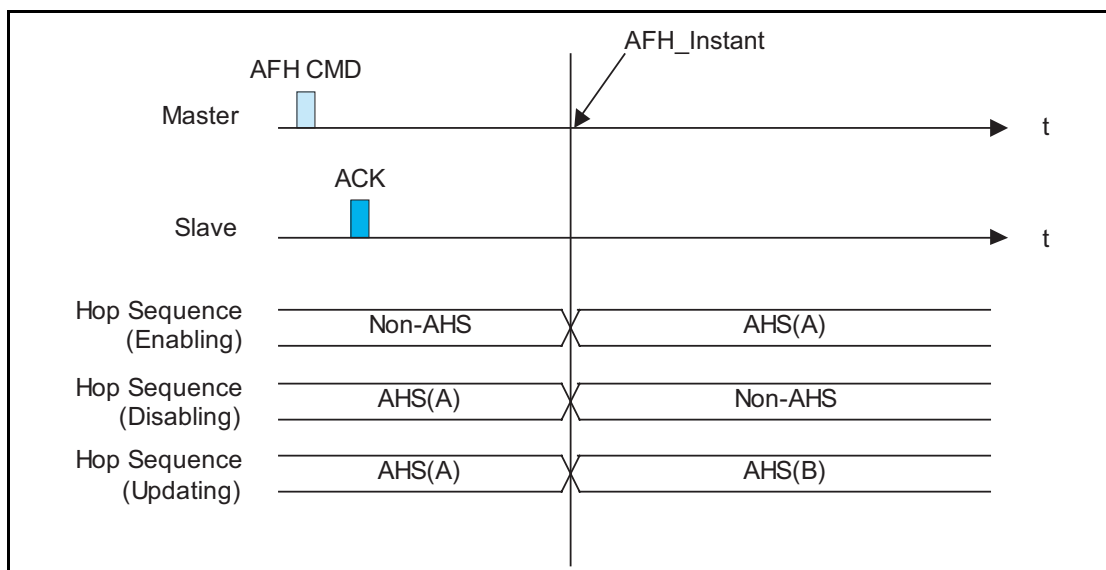 AFH_Instant
AFH CMD
Master
t
ACK
Slave
t
Hop Sequence
(Enabling)
Non-AHS
AHS(A)
Hop Sequence
(Disabling)
AHS(A)
Non-AHS
Hop Sequence
(Updating)
AHS(A)
AHS(B)